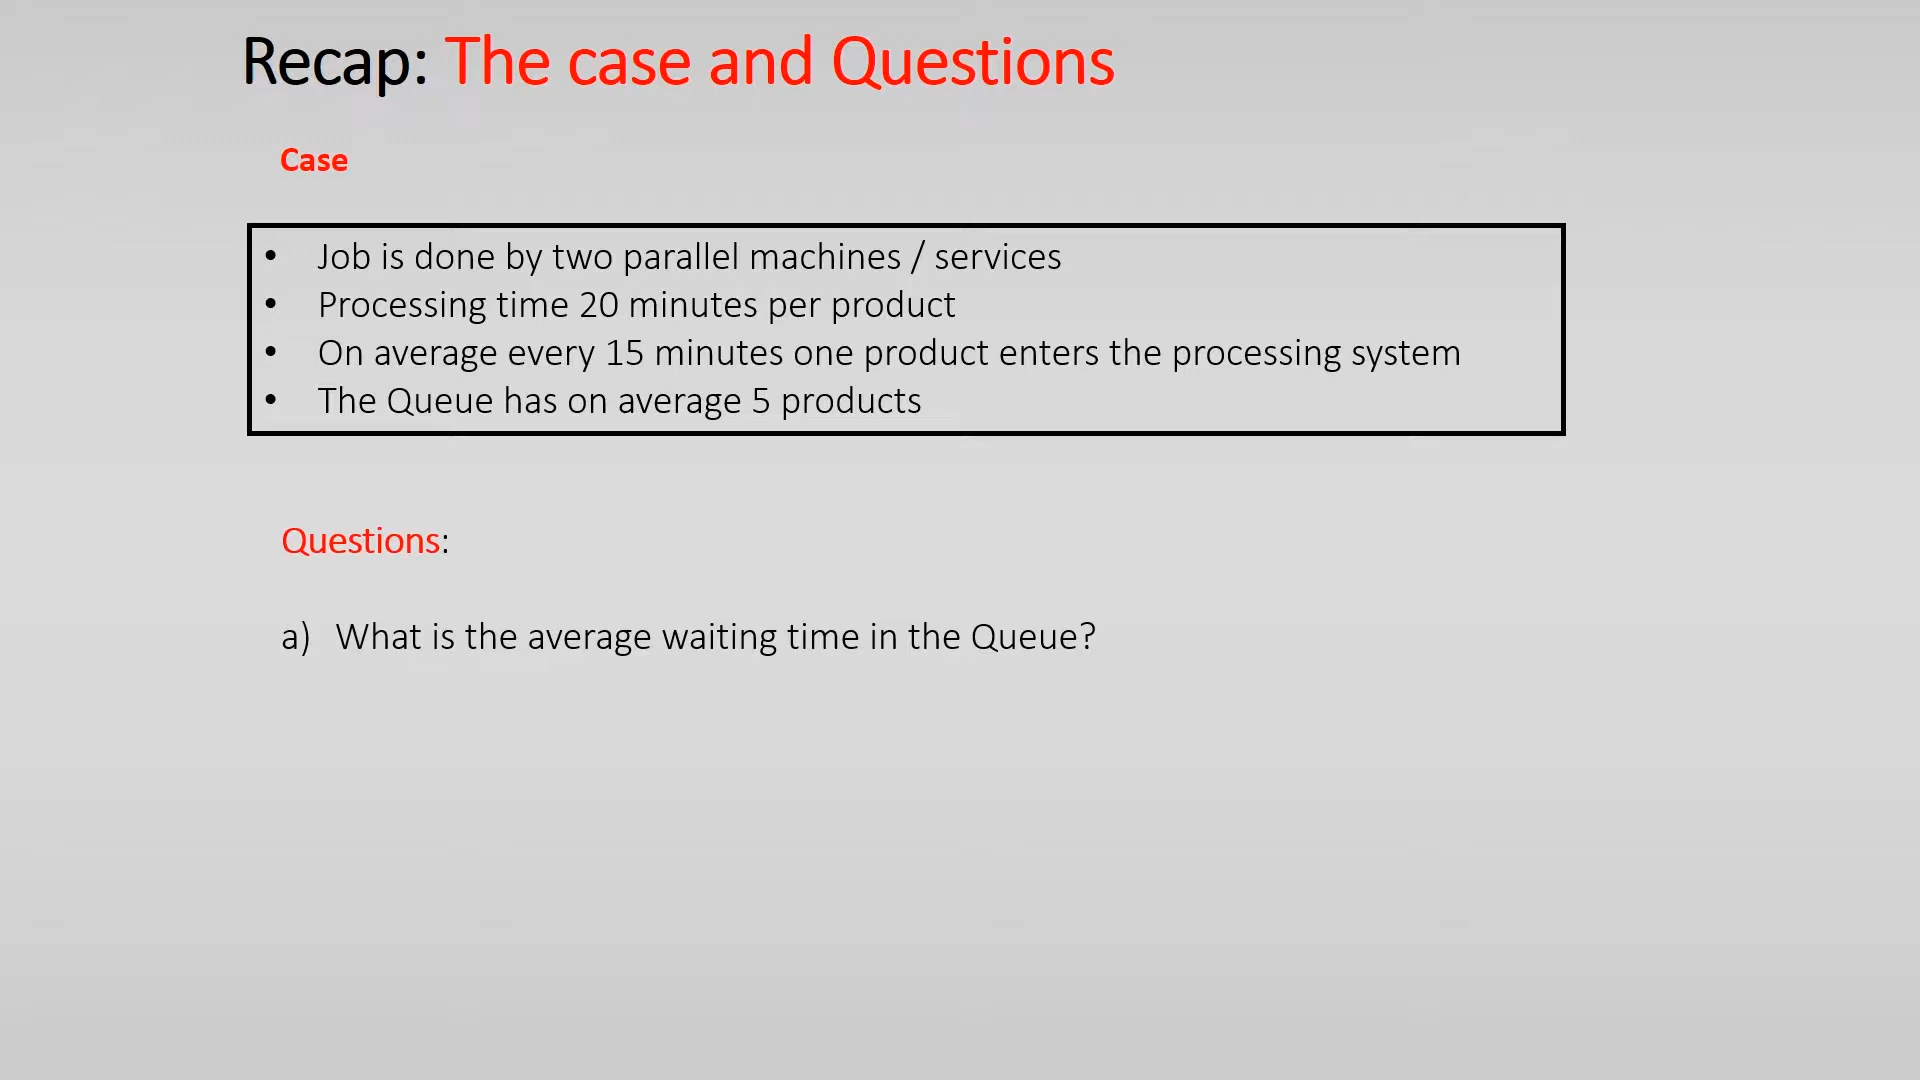 Recap: The case and Questions
Case
• Job is done by two parallel machines / services
• Processing time 20 minutes per product
• On average every 15 minutes one product enters the processing system
• The Queue has on average 5 products
Questions:
a) What is the average waiting time in the Queue?